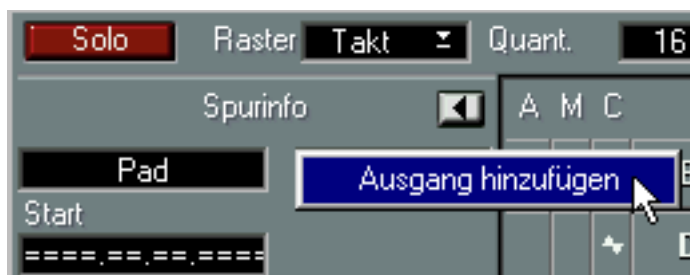 Solo Raster Takt Quant. 16
Spurinfo A M C
Pad Ausgang hinzufügen
Start
====.==.==.====